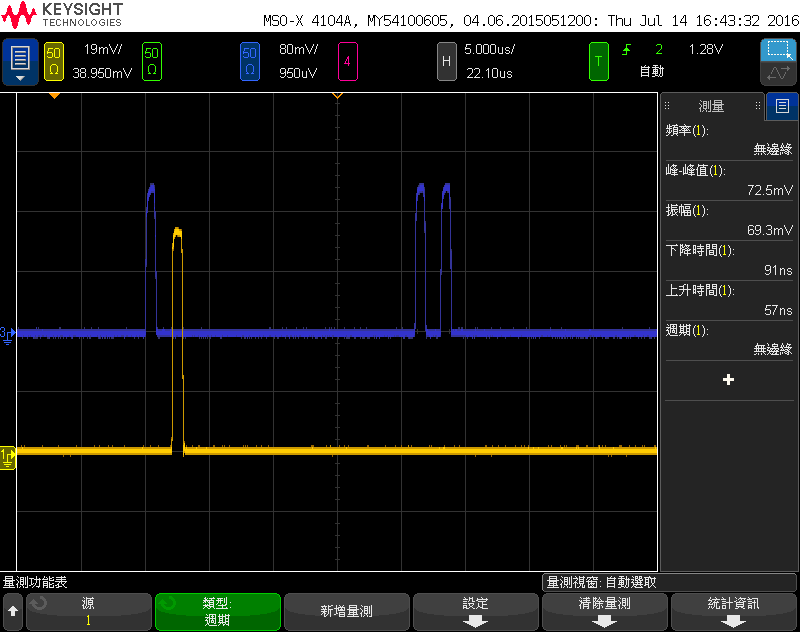 KEYSIGHT
TECHNOLOGIES
MSO-X 4104A, MY54100605, 04.06.2015051200: Thu Jul 14 16:43:32 2016
50 Ω 19mV/ 50 Ω 50 Ω 80mV/ 4 H 5.000us/ T 2 1.28V
38.950mV 950uV 22.10us 自動
測量
頻率(1):
無邊緣
峰-峰值(1):
72.5mV
振幅(1):
69.3mV
下降時間(1):
91ns
上升時間(1):
57ns
週期(1):
無邊緣
3
1
量測功能表
量測視窗: 自動選取
源
1
類型:
週期
新增量測
設定
清除量測
統計資訊